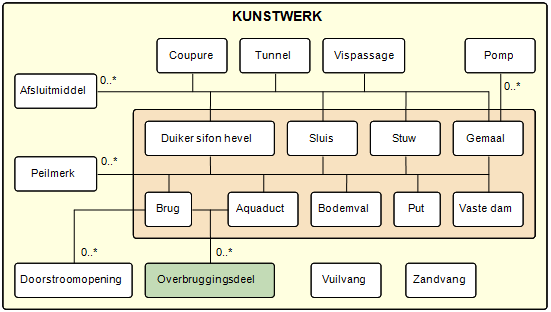 KUNSTWERK
Coupure
Tunnel
Vispassage
Pomp
Afsluitmiddel
0..*
0..*
Duiker sifon hevel
Sluis
Stuw
Gemaal
Peilmerk
0..*
Brug
Aquaduct
Bodemval
Put
Vaste dam
0..*
0..*
Doorstroomopening
Overbruggingsdeel
Vuilvang
Zandvang